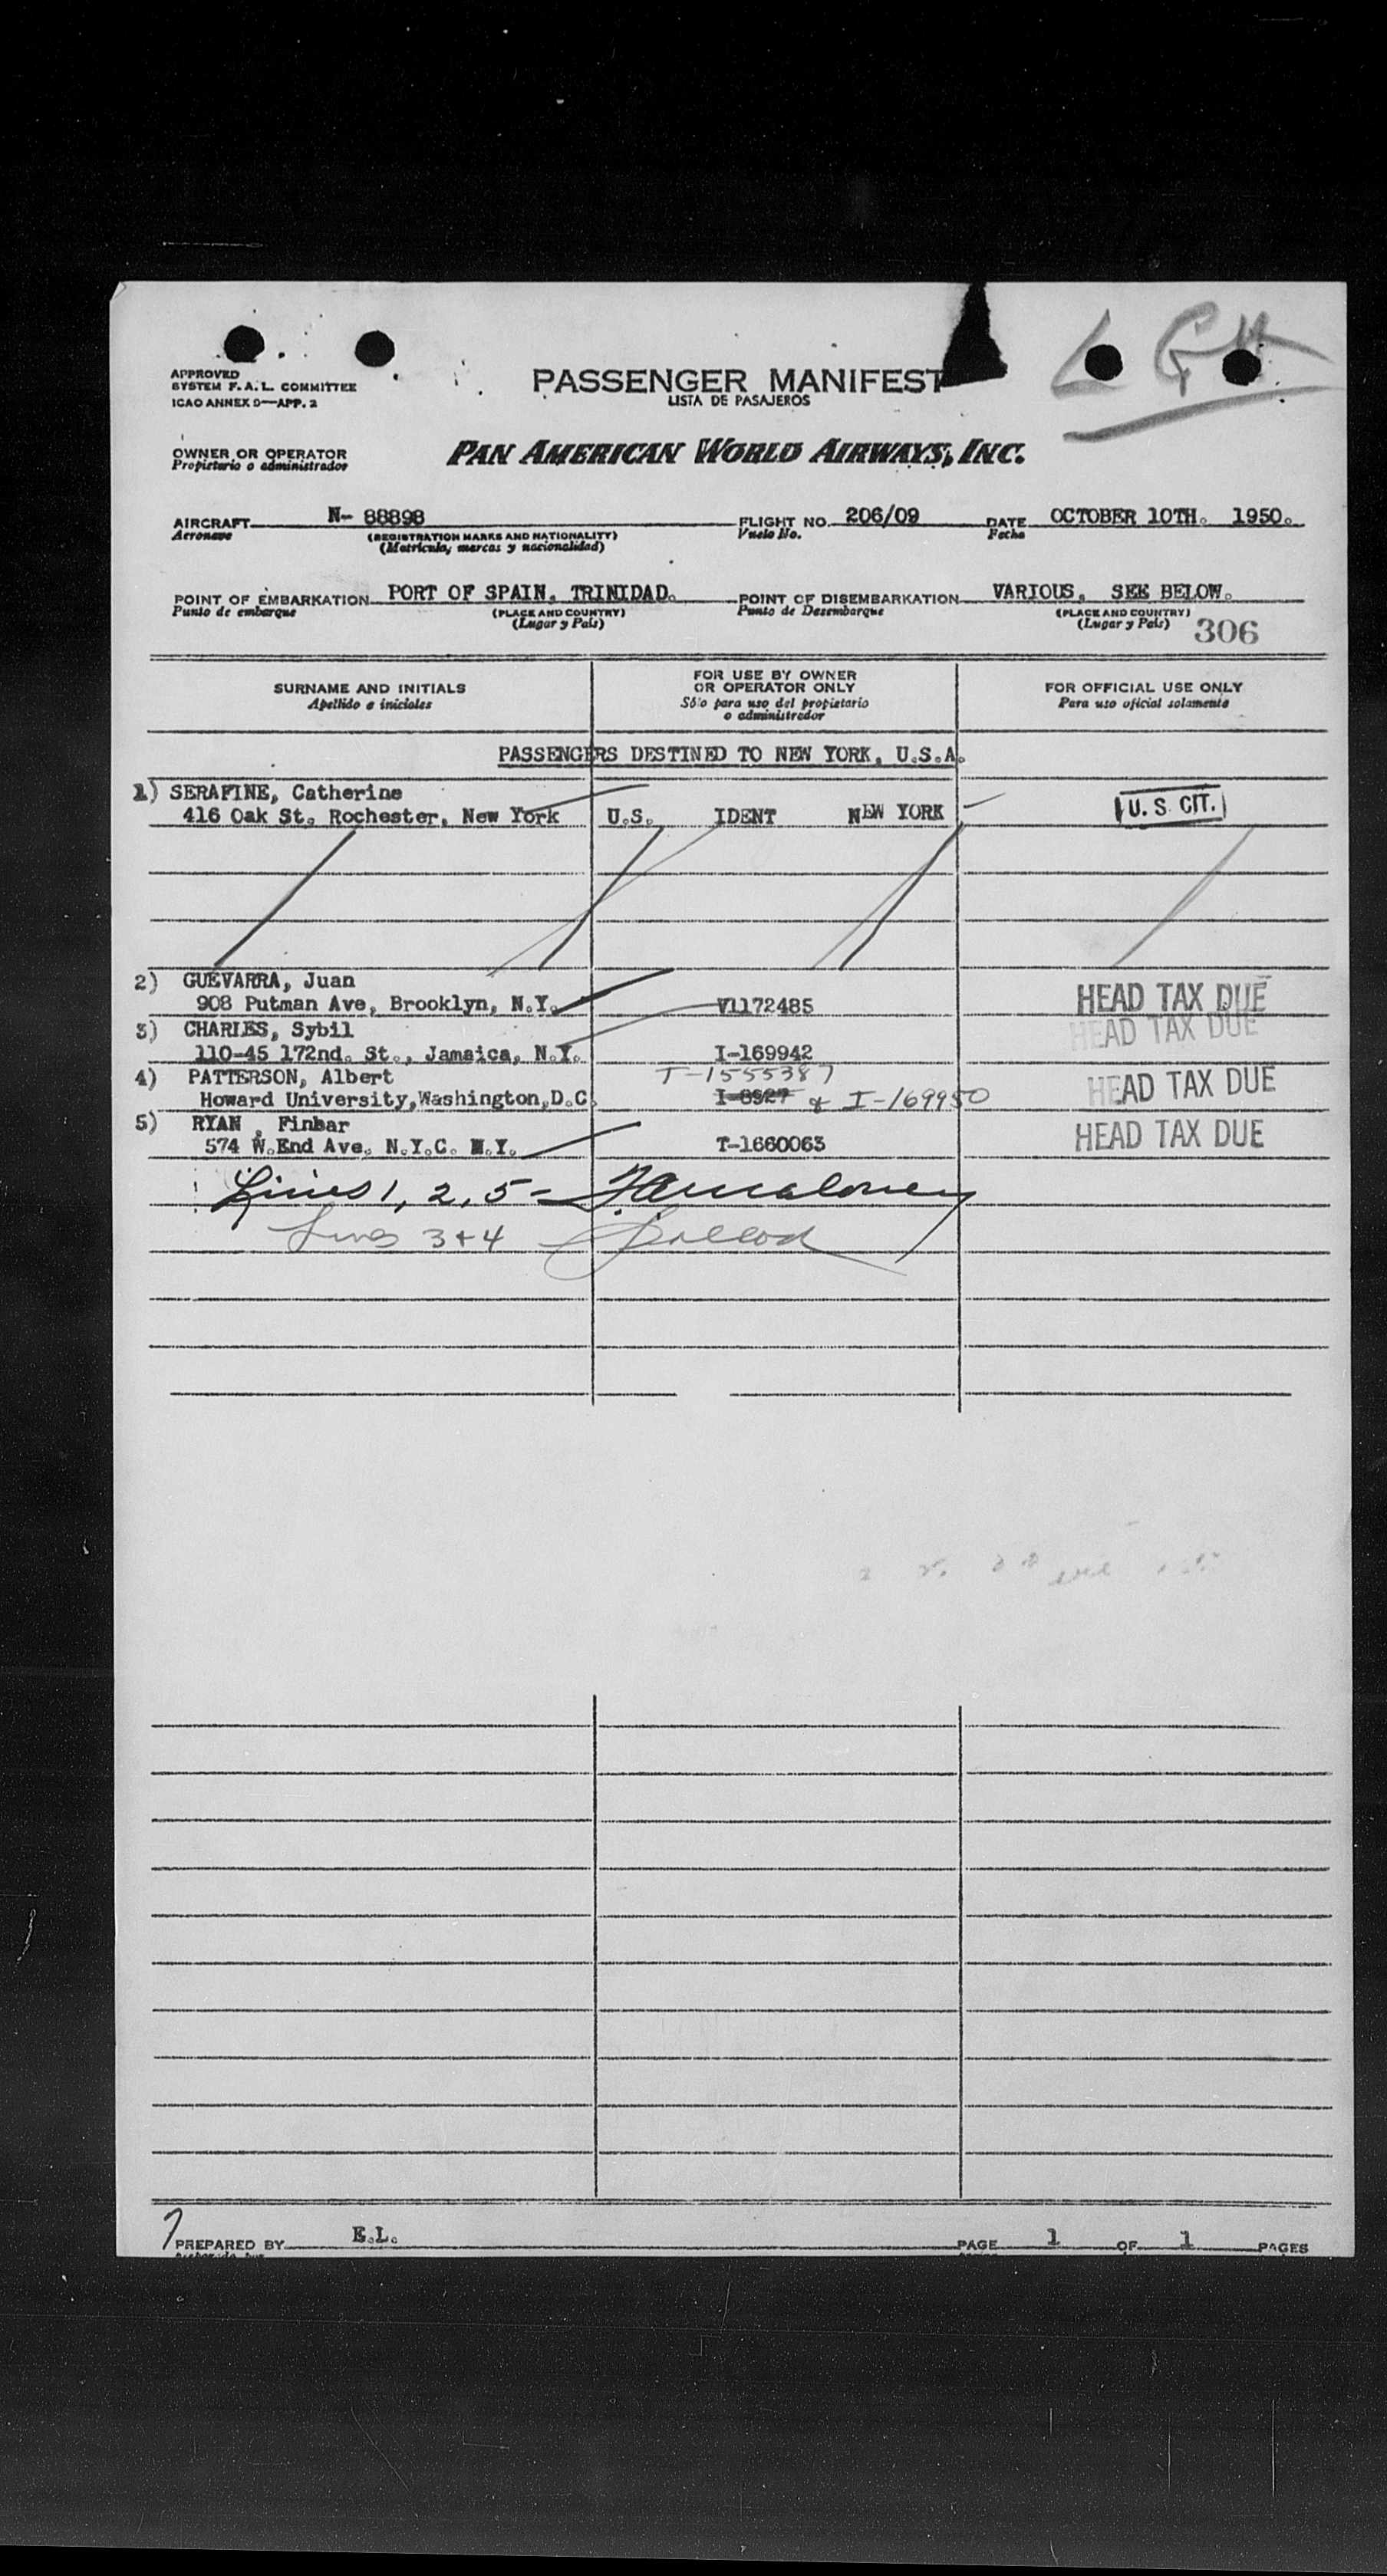 APPROVED
SYSTEM F.A.L. COMMITTEE
ICAO ANNEX 9—APP. 2
PASSENGER MANIFEST
LISTA DE PASAJEROS
OWNER OR OPERATOR
Propietario o administrador
PAN AMERICAN WORLD AIRWAYS, INC.
AIRCRAFT N- 88898 FLIGHT NO. 206/09 DATE OCTOBER 10TH. 1950.
Aeronave (REGISTRATION MARKS AND NATIONALITY) Vuelo No. Fecha
(Matrícula, marcas y nacionalidad)
POINT OF EMBARKATION PORT OF SPAIN, TRINIDAD. POINT OF DISEMBARKATION VARIOUS, SEE BELOW.
Punto de embarque (PLACE AND COUNTRY) Punto de Desembarque (PLACE AND COUNTRY)
(Lugar y País) (Lugar y País) 306
SURNAME AND INITIALS FOR USE BY OWNER OR OPERATOR ONLY FOR OFFICIAL USE ONLY
Apellido e iniciales Sólo para uso del propietario o administrador Para uso oficial solamente
PASSENGERS DESTINED TO NEW YORK, U.S.A.
1) SERAFINE, Catherine
416 Oak St. Rochester, New York U.S. IDENT NEW YORK U. S. CIT.
2) GUEVARRA, Juan
908 Putman Ave, Brooklyn, N.Y. V1172485 HEAD TAX DUE
3) CHARLES, Sybil HEAD TAX DUE
110-45 172nd. St., Jamaica, N.Y. I-169942
4) PATTERSON, Albert T-1555387
Howard University,Washington,D.C. I-8927 & I-169950 HEAD TAX DUE
5) RYAN , Finbar
574 W.End Ave. N.Y.C. N.Y. T-1660063 HEAD TAX DUE
Lines 1, 2, 5 -
Lines 3+4
PREPARED BY E.L. PAGE 1 OF 1 PAGES